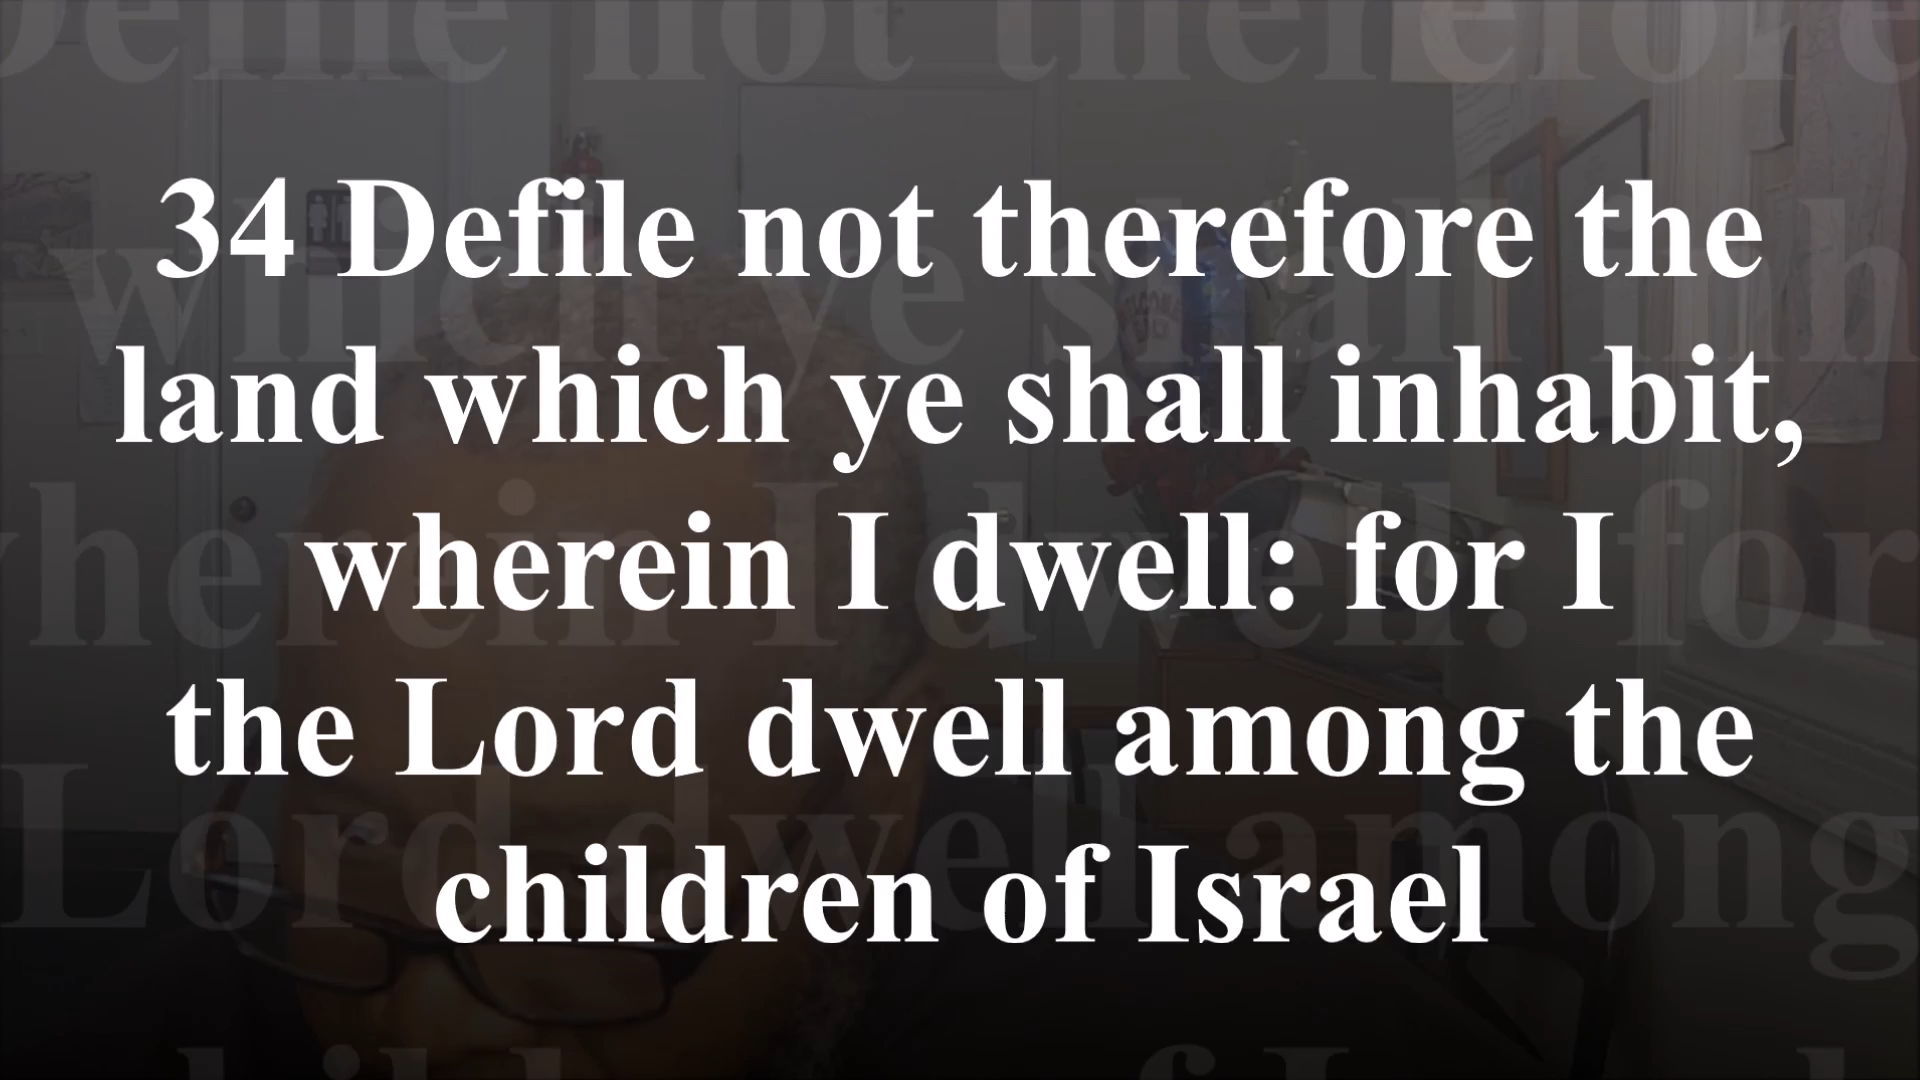 34 Defile not therefore the
land which ye shall inhabit,
wherein I dwell: for I
the Lord dwell among the
children of Israel